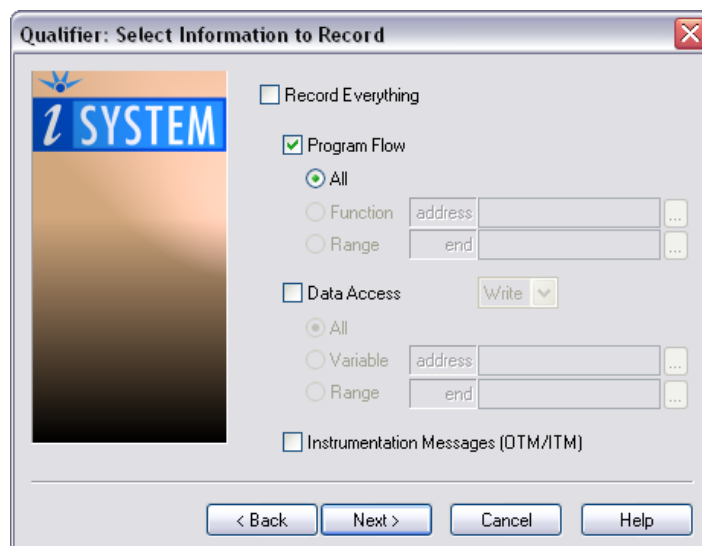 Qualifier: Select Information to Record
i SYSTEM
Record Everything
Program Flow
All
Function address ...
Range end ...
Data Access Write
All
Variable address ...
Range end ...
Instrumentation Messages (OTM/ITM)
< Back Next > Cancel Help